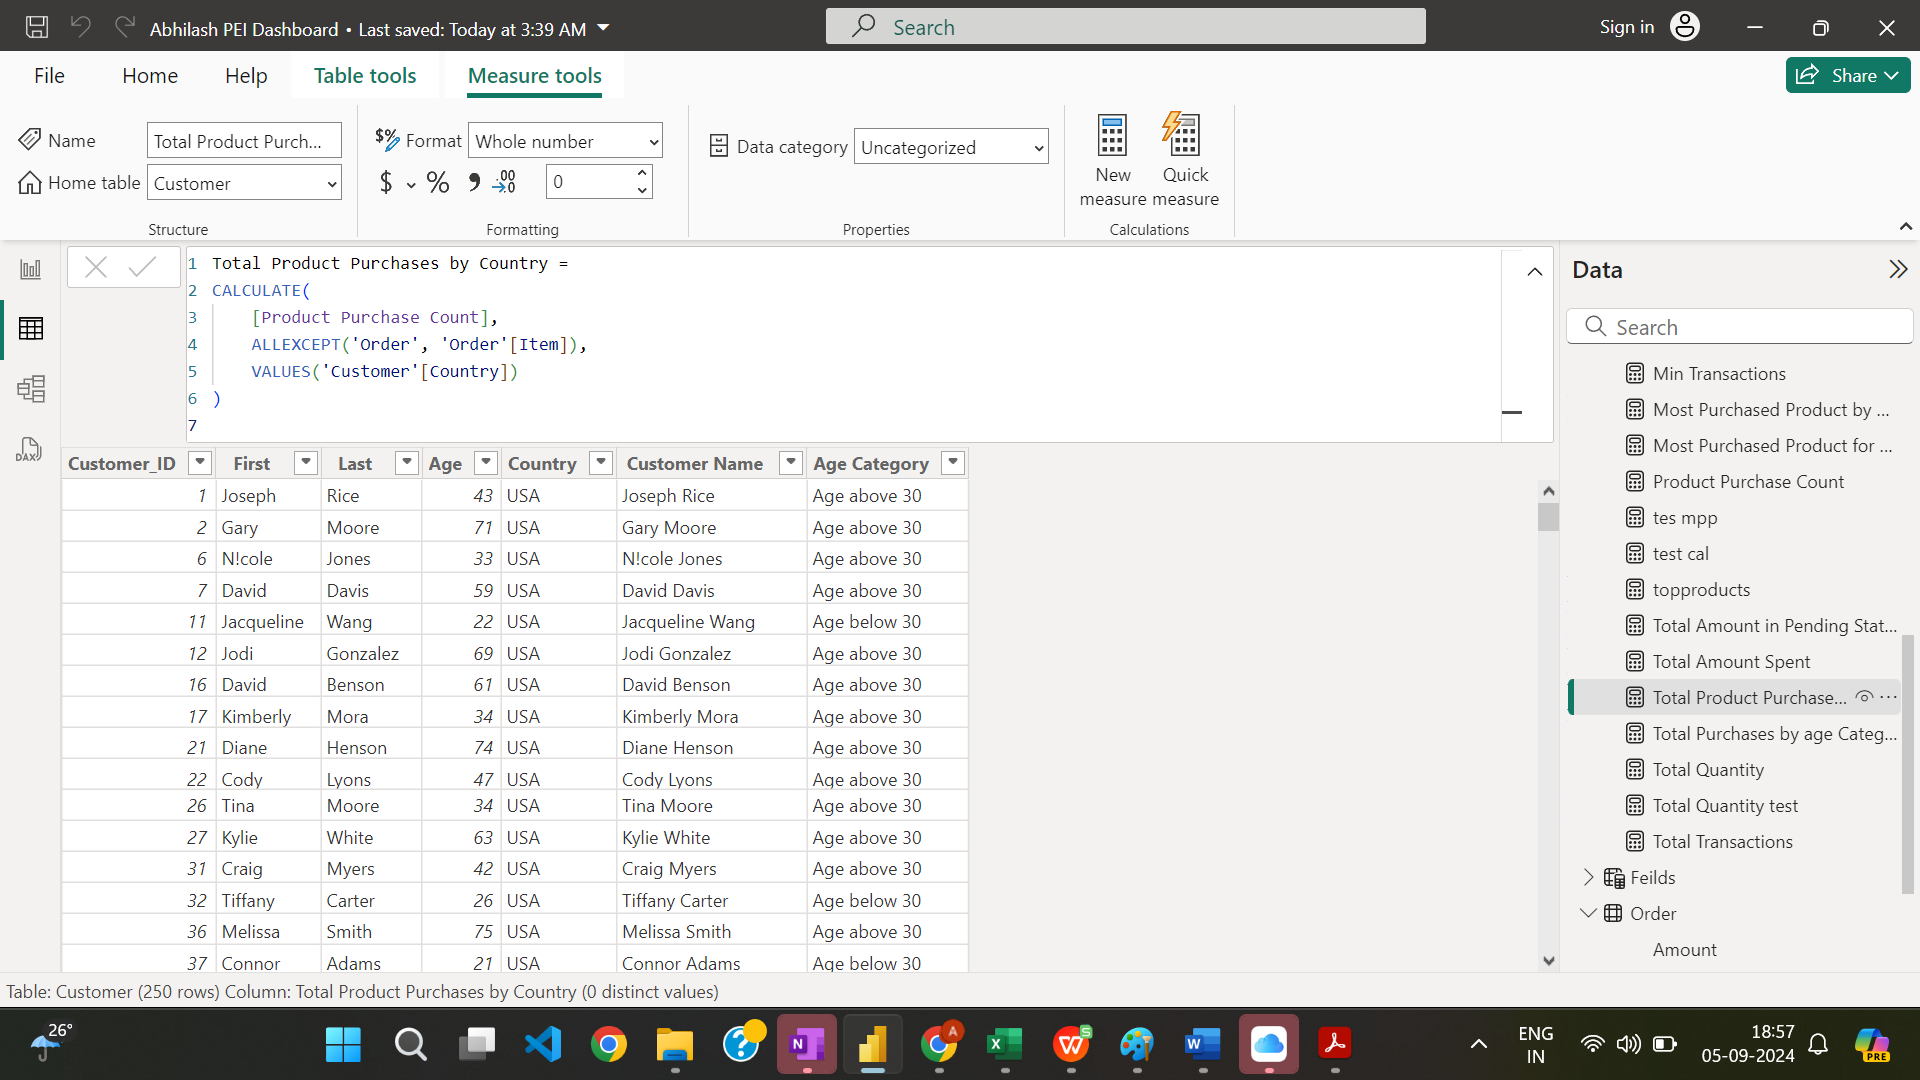 Abhilash PEI Dashboard • Last saved: Today at 3:39 AM
Search
Sign in
File
Home
Help
Table tools
Measure tools
Share
Name
Total Product Purch...
Home table
Customer
Structure
$% Format
Whole number
$ % , .00
0
Formatting
Data category
Uncategorized
Properties
New measure
Quick measure
Calculations
1 Total Product Purchases by Country =
2 CALCULATE(
3 [Product Purchase Count],
4 ALLEXCEPT('Order', 'Order'[Item]),
5 VALUES('Customer'[Country])
6 )
7
DAX
Customer_ID First Last Age Country Customer Name Age Category
1 Joseph Rice 43 USA Joseph Rice Age above 30
2 Gary Moore 71 USA Gary Moore Age above 30
6 N!cole Jones 33 USA N!cole Jones Age above 30
7 David Davis 59 USA David Davis Age above 30
11 Jacqueline Wang 22 USA Jacqueline Wang Age below 30
12 Jodi Gonzalez 69 USA Jodi Gonzalez Age above 30
16 David Benson 61 USA David Benson Age above 30
17 Kimberly Mora 34 USA Kimberly Mora Age above 30
21 Diane Henson 74 USA Diane Henson Age above 30
22 Cody Lyons 47 USA Cody Lyons Age above 30
26 Tina Moore 34 USA Tina Moore Age above 30
27 Kylie White 63 USA Kylie White Age above 30
31 Craig Myers 42 USA Craig Myers Age above 30
32 Tiffany Carter 26 USA Tiffany Carter Age below 30
36 Melissa Smith 75 USA Melissa Smith Age above 30
37 Connor Adams 21 USA Connor Adams Age below 30
Table: Customer (250 rows) Column: Total Product Purchases by Country (0 distinct values)
Data
Search
Min Transactions
Most Purchased Product by ...
Most Purchased Product for ...
Product Purchase Count
tes mpp
test cal
topproducts
Total Amount in Pending Stat...
Total Amount Spent
Total Product Purchase...
Total Purchases by age Categ...
Total Quantity
Total Quantity test
Total Transactions
Feilds
Order
Amount
26°
ENG
IN
18:57
05-09-2024
PRE